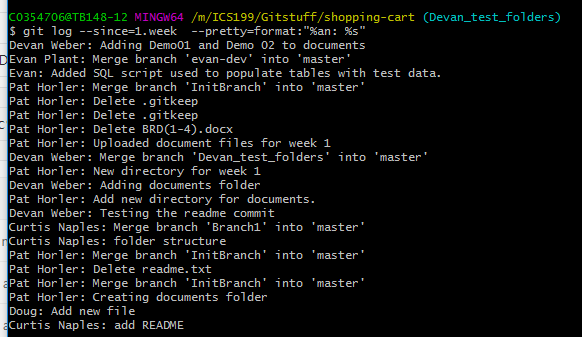 C0354706@TB148-12 MINGW64 /m/ICS199/Gitstuff/shopping-cart (Devan_test_folders)
$ git log --since=1.week  --pretty=format:"%an: %s"
Devan Weber: Adding Demo01 and Demo 02 to documents
Evan Plant: Merge branch 'evan-dev' into 'master'
Evan: Added SQL script used to populate tables with test data.
Pat Horler: Merge branch 'InitBranch' into 'master'
Pat Horler: Delete .gitkeep
Pat Horler: Delete .gitkeep
Pat Horler: Delete BRD(1-4).docx
Pat Horler: Uploaded document files for week 1
Devan Weber: Merge branch 'Devan_test_folders' into 'master'
Pat Horler: New directory for week 1
Devan Weber: Adding documents folder
Pat Horler: Add new directory for documents.
Devan Weber: Testing the readme commit
Curtis Naples: Merge branch 'Branch1' into 'master'
Curtis Naples: folder structure
Pat Horler: Merge branch 'InitBranch' into 'master'
Pat Horler: Delete readme.txt
Pat Horler: Merge branch 'InitBranch' into 'master'
Pat Horler: Creating documents folder
Doug: Add new file
Curtis Naples: add README